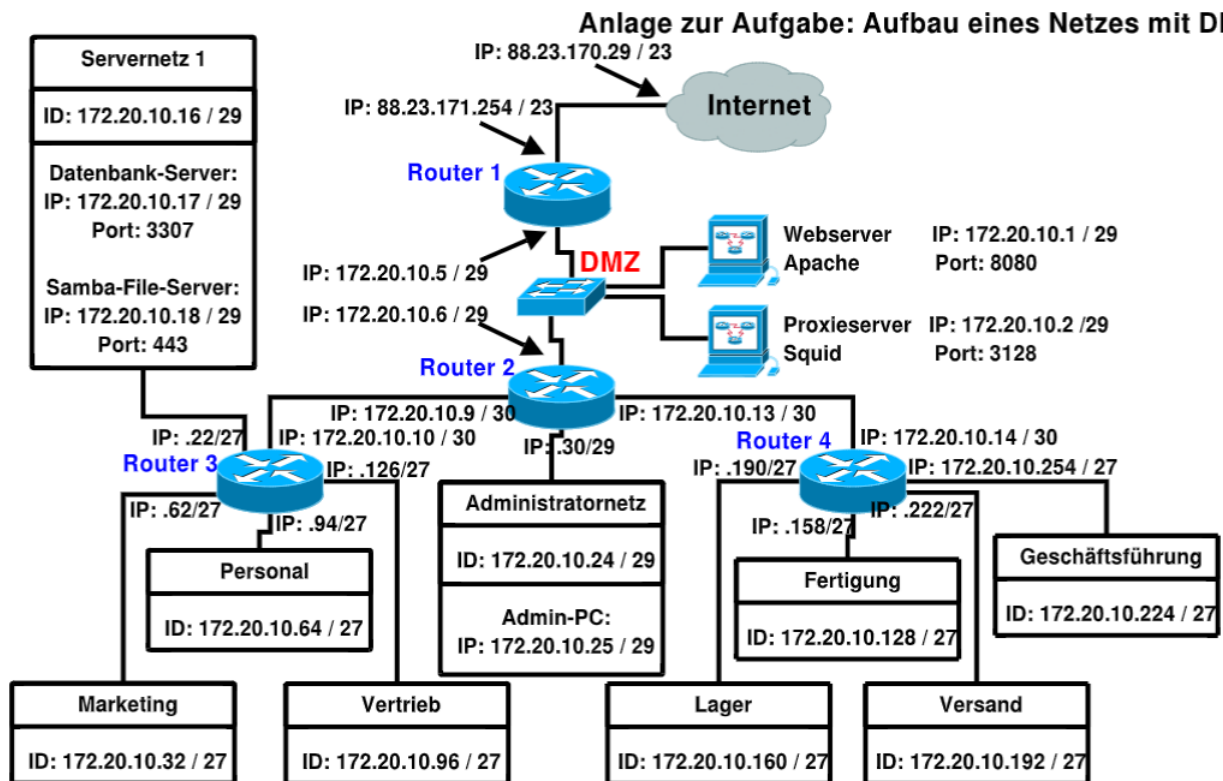 Anlage zur Aufgabe: Aufbau eines Netzes mit
IP: 88.23.170.29 / 23
Internet
IP: 88.23.171.254 / 23
Router 1
Servernetz 1
ID: 172.20.10.16 / 29
Datenbank-Server:
IP: 172.20.10.17 / 29
Port: 3307
Samba-File-Server:
IP: 172.20.10.18 / 29
Port: 443
IP: 172.20.10.5 / 29
DMZ
IP: 172.20.10.6 / 29
Webserver IP: 172.20.10.1 / 29
Apache Port: 8080
Proxieserver IP: 172.20.10.2 /29
Squid Port: 3128
Router 2
IP: 172.20.10.9 / 30
IP: 172.20.10.13 / 30
IP: .22/27
IP: 172.20.10.10 / 30
IP: .30/29
Router 4
IP: 172.20.10.14 / 30
Router 3
IP: .126/27
IP: .190/27
IP: 172.20.10.254 / 27
IP: .62/27
IP: .94/27
IP: .158/27
IP: .222/27
Administratornetz
ID: 172.20.10.24 / 29
Admin-PC:
IP: 172.20.10.25 / 29
Personal
ID: 172.20.10.64 / 27
Fertigung
ID: 172.20.10.128 / 27
Geschäftsführung
ID: 172.20.10.224 / 27
Marketing
ID: 172.20.10.32 / 27
Vertrieb
ID: 172.20.10.96 / 27
Lager
ID: 172.20.10.160 / 27
Versand
ID: 172.20.10.192 / 27